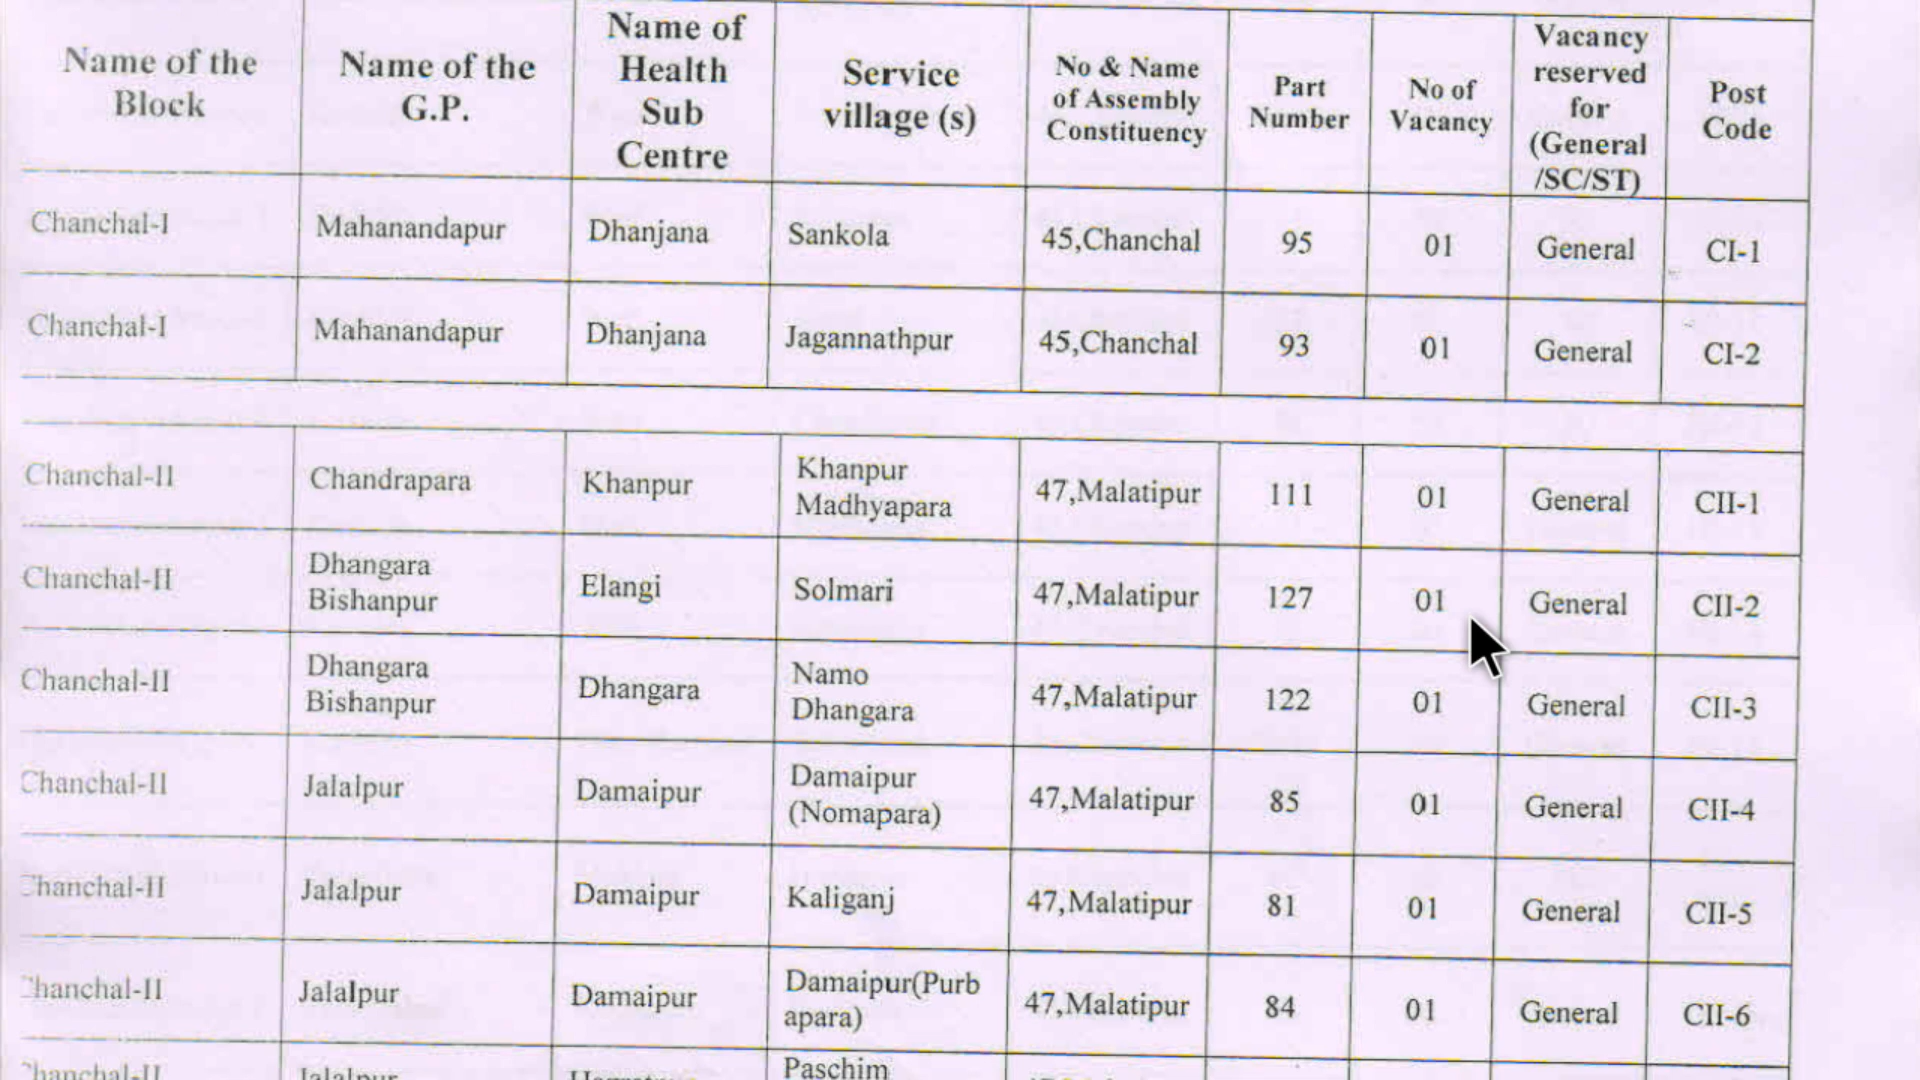 Name of the Block | Name of the G.P. | Name of Health Sub Centre | Service village (s) | No & Name of Assembly Constituency | Part Number | No of Vacancy | Vacancy reserved for (General /SC/ST) | Post Code
Chanchal-I | Mahanandapur | Dhanjana | Sankola | 45,Chanchal | 95 | 01 | General | CI-1
Chanchal-I | Mahanandapur | Dhanjana | Jagannathpur | 45,Chanchal | 93 | 01 | General | CI-2
Chanchal-II | Chandrapara | Khanpur | Khanpur Madhyapara | 47,Malatipur | 111 | 01 | General | CII-1
Chanchal-II | Dhangara Bishanpur | Elangi | Solmari | 47,Malatipur | 127 | 01 | General | CII-2
Chanchal-II | Dhangara Bishanpur | Dhangara | Namo Dhangara | 47,Malatipur | 122 | 01 | General | CII-3
Chanchal-II | Jalalpur | Damaipur | Damaipur (Nomapara) | 47,Malatipur | 85 | 01 | General | CII-4
Chanchal-II | Jalalpur | Damaipur | Kaliganj | 47,Malatipur | 81 | 01 | General | CII-5
hanchal-II | Jalalpur | Damaipur | Damaipur(Purb apara) | 47,Malatipur | 84 | 01 | General | CII-6
hanchal-II | Jalalpur | Paschim